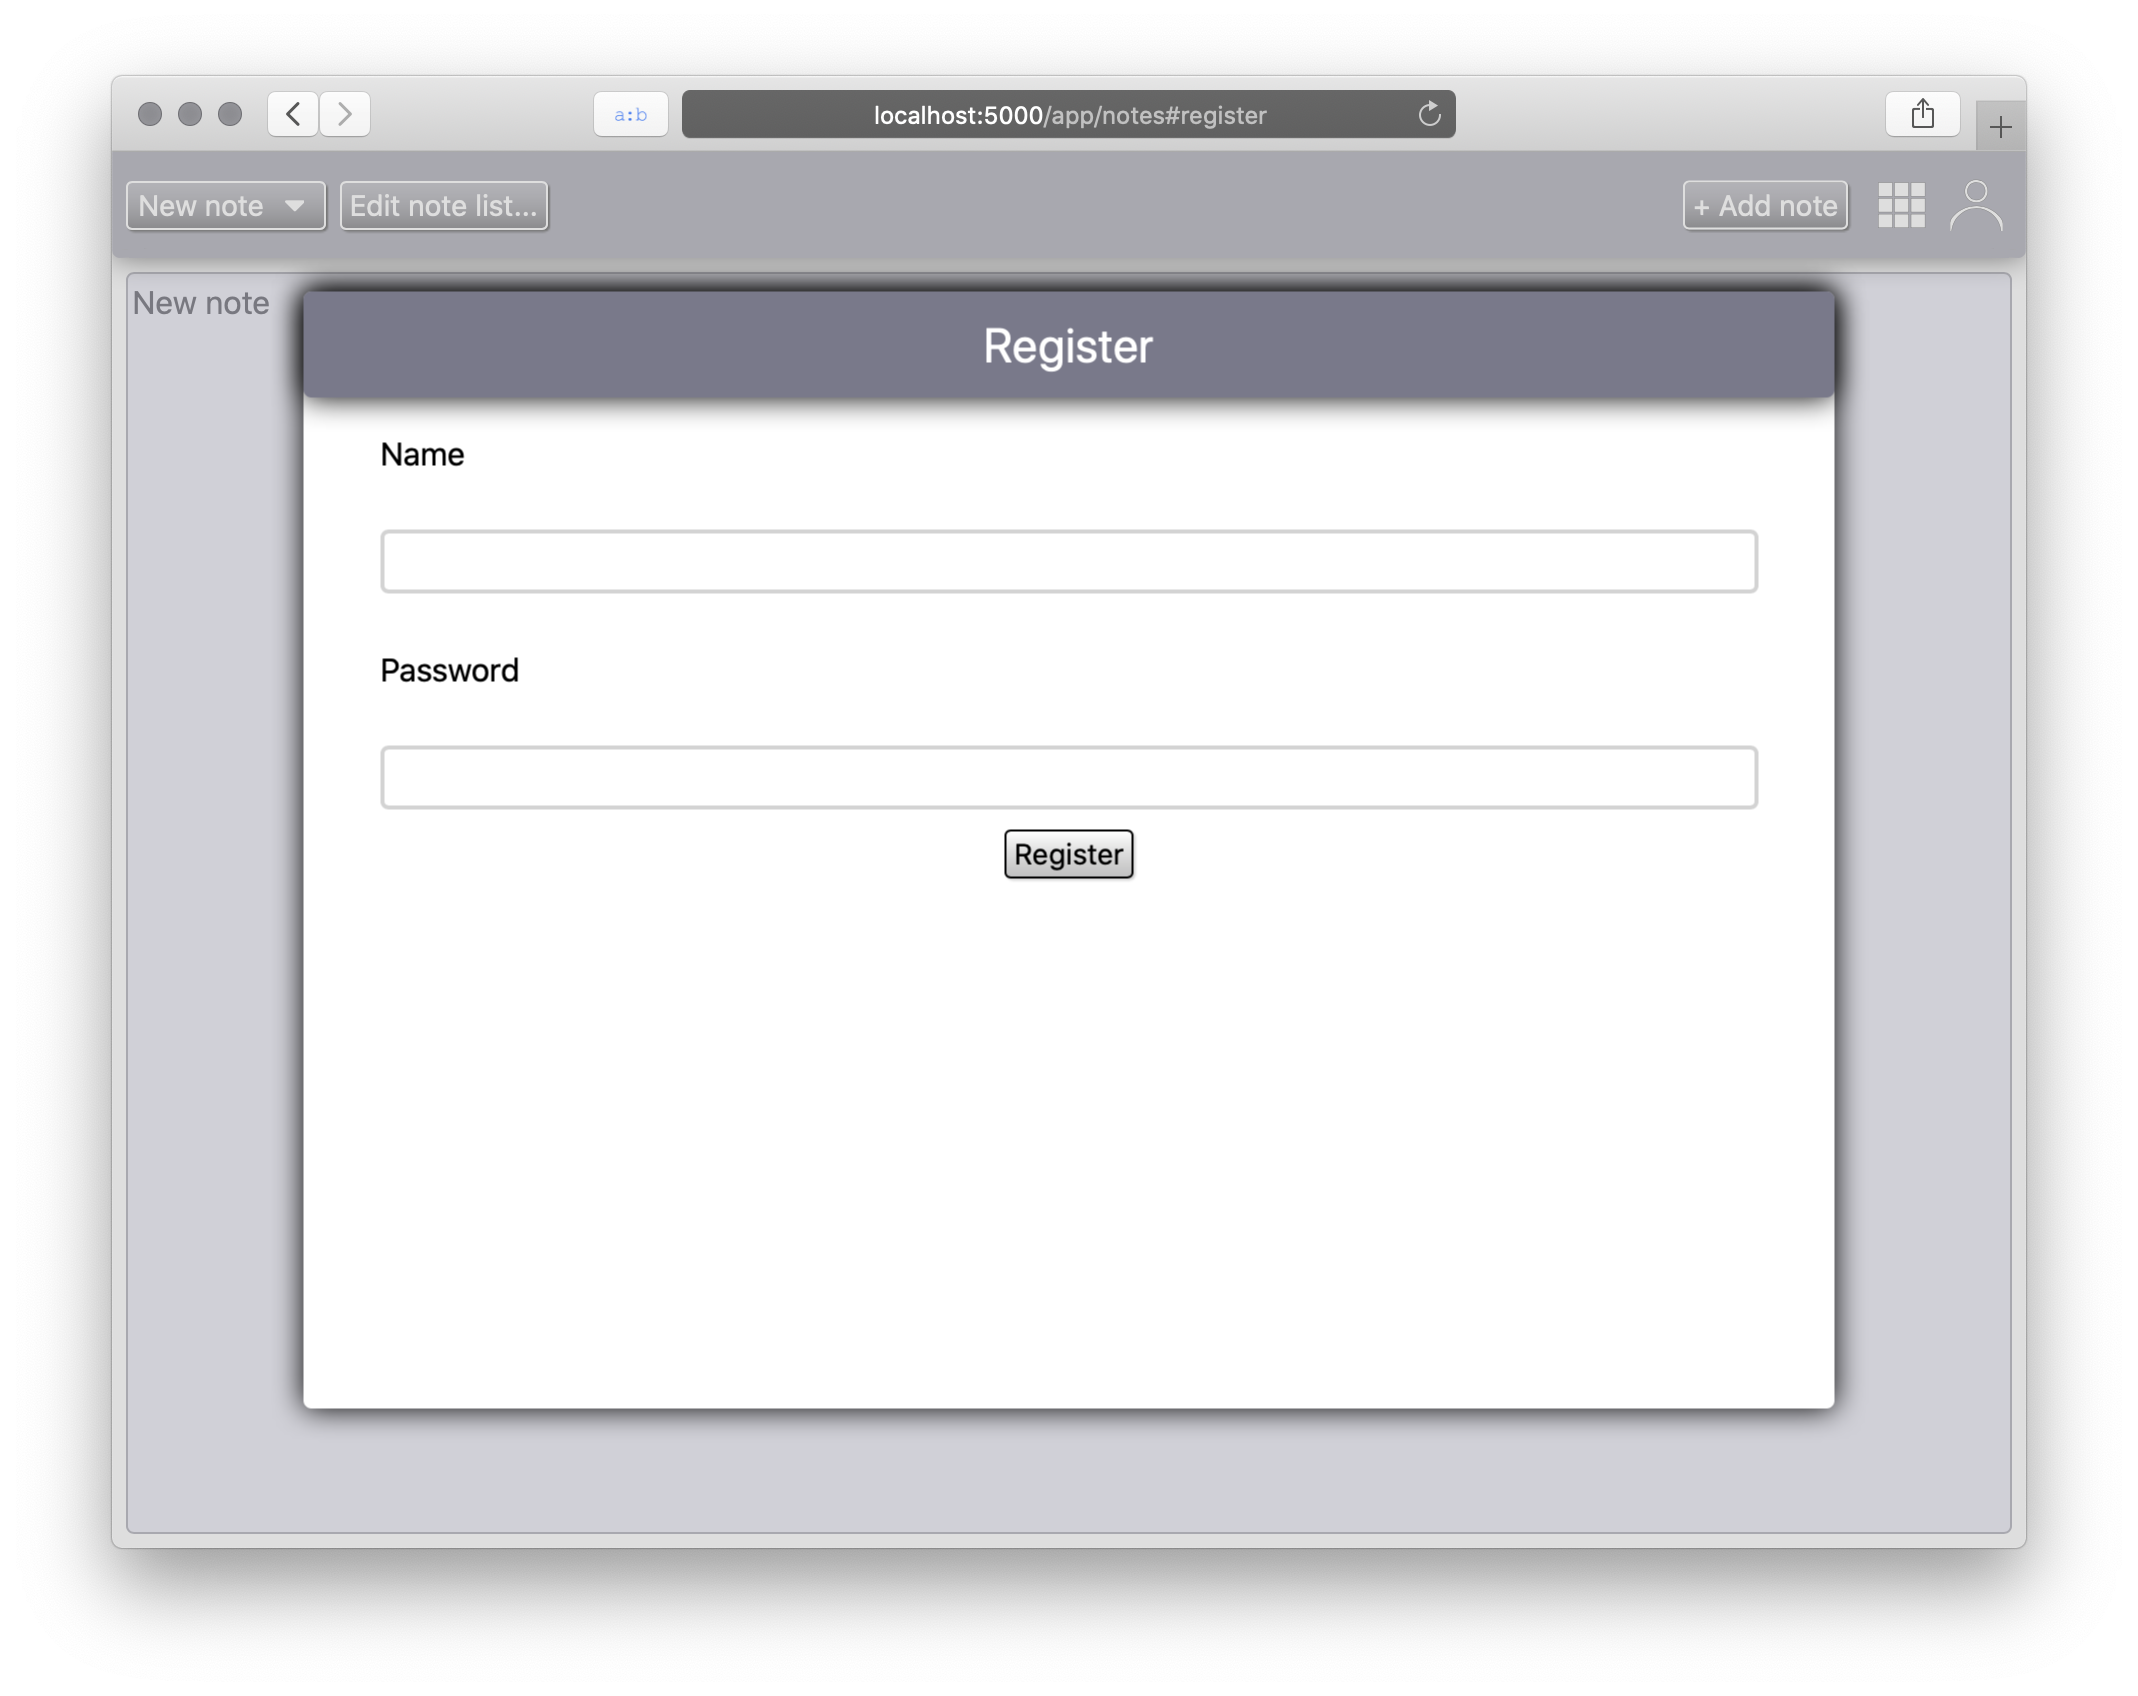 a:b
localhost:5000/app/notes#register
New note
Edit note list...
+ Add note
New note
Register
Name
Password
Register